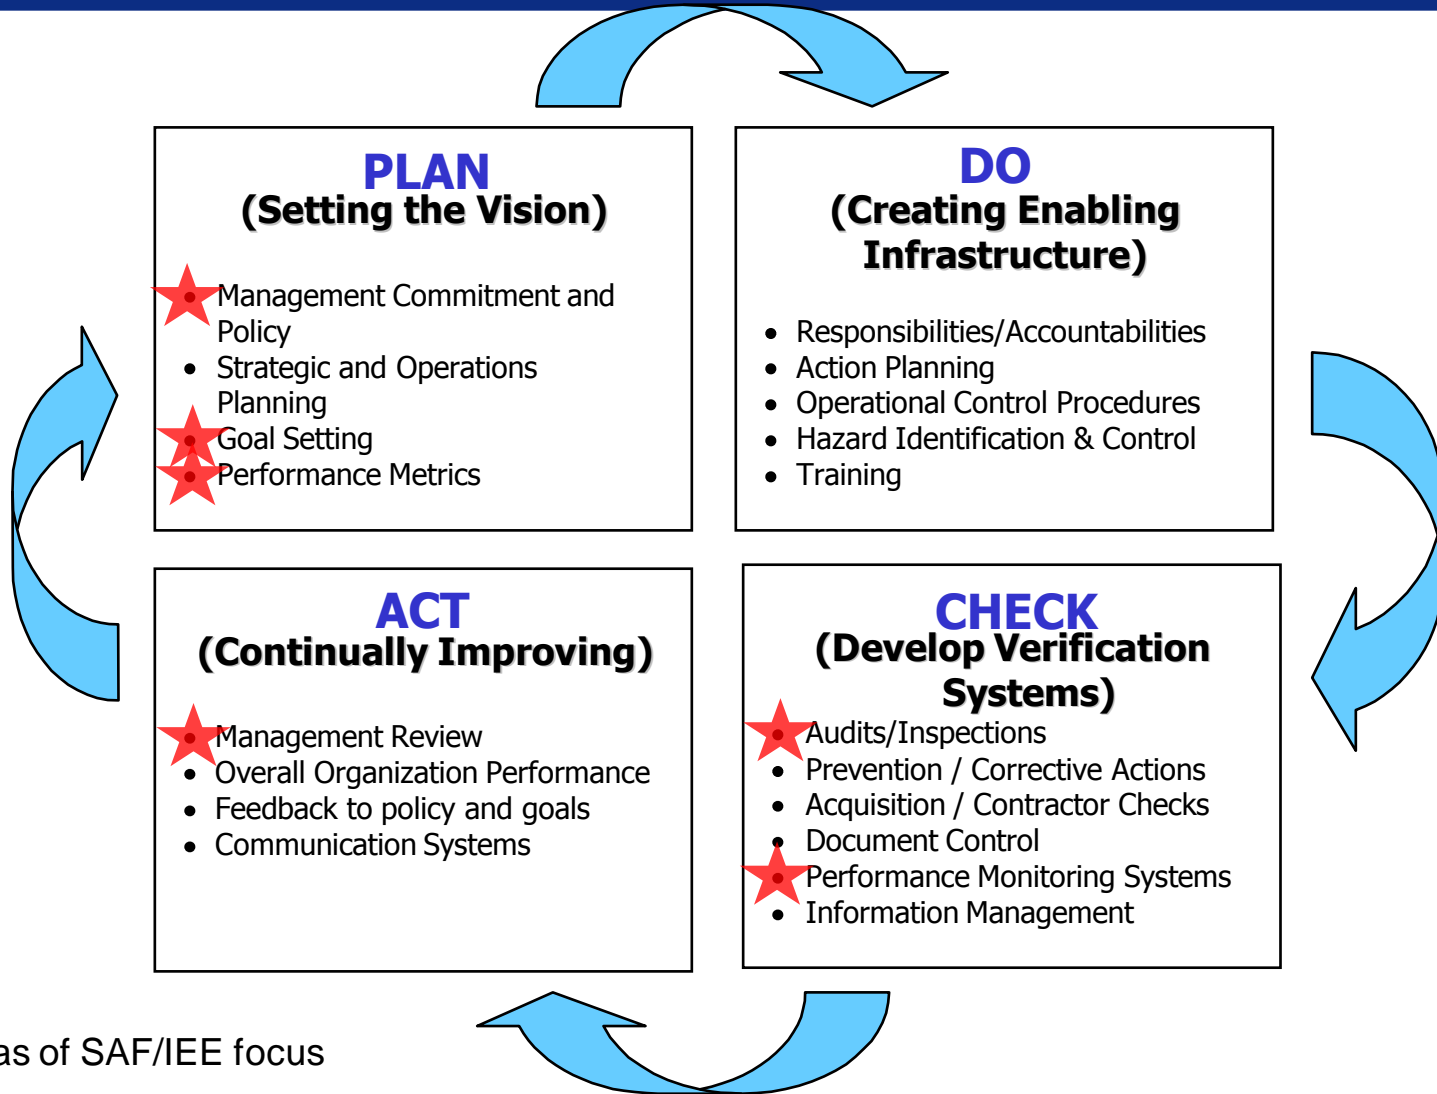 PLAN
(Setting the Vision)
• Management Commitment and
Policy
• Strategic and Operations
Planning
• Goal Setting
• Performance Metrics
DO
(Creating Enabling
Infrastructure)
• Responsibilities/Accountabilities
• Action Planning
• Operational Control Procedures
• Hazard Identification & Control
• Training
ACT
(Continually Improving)
• Management Review
• Overall Organization Performance
• Feedback to policy and goals
• Communication Systems
CHECK
(Develop Verification
Systems)
• Audits/Inspections
• Prevention / Corrective Actions
• Acquisition / Contractor Checks
• Document Control
• Performance Monitoring Systems
• Information Management
of SAF/IEE focus